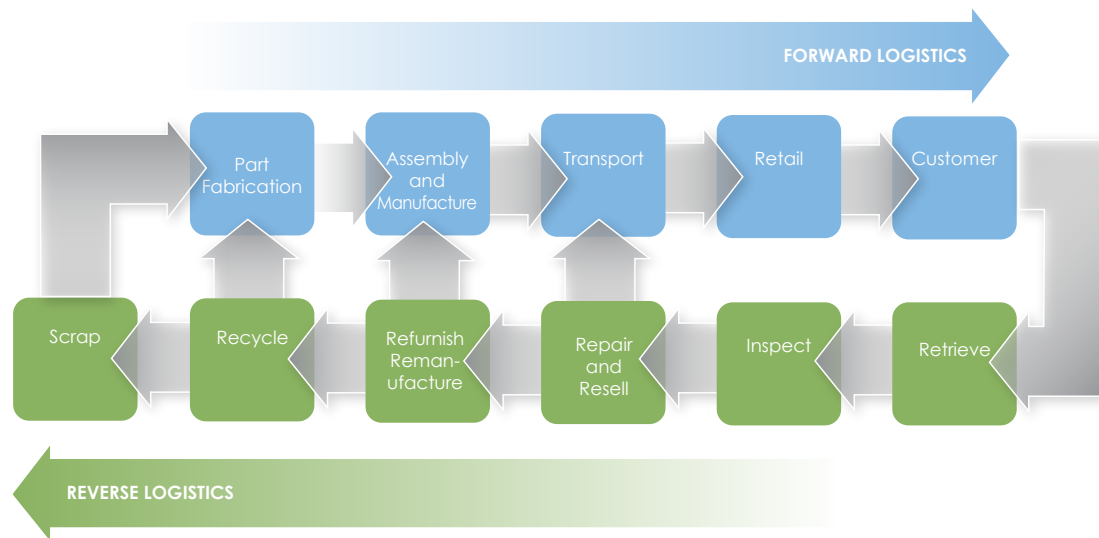 FORWARD LOGISTICS
Part
Fabrication
Assembly
and
Manufacture
Transport
Retail
Customer
Scrap
Recycle
Refurnish
Reman-
ufacture
Repair
and
Resell
Inspect
Retrieve
REVERSE LOGISTICS